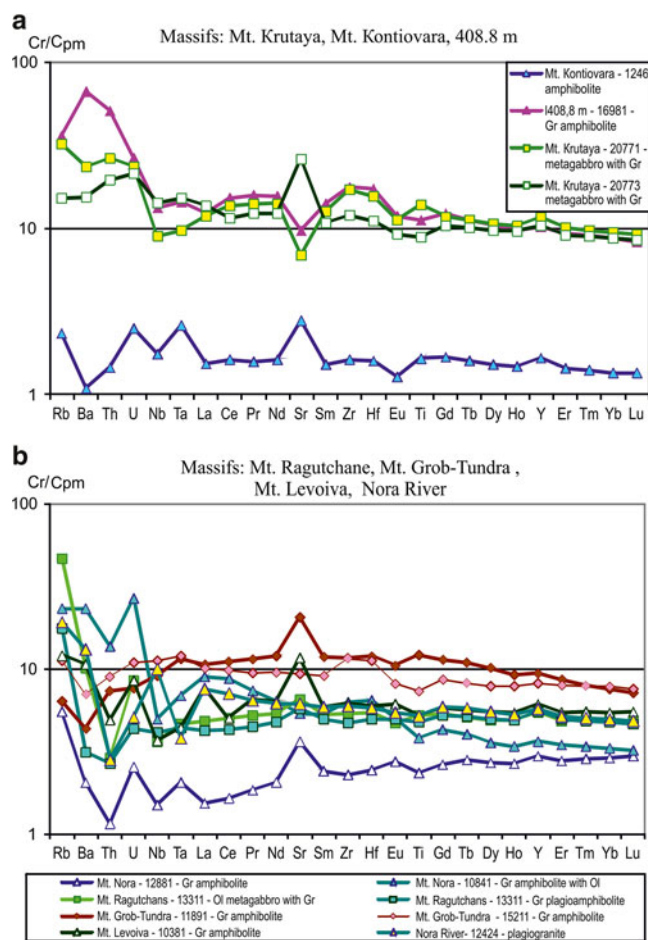 a
Massifs: Mt. Krutaya, Mt. Kontiovara, 408.8 m
Cr/Cpm
100
10
1
Mt. Kontiovara - 1246
amphibolite
I408,8 m - 16981 -
Gr amphibolite
Mt. Krutaya - 20771 -
metagabbro with Gr
Mt. Krutaya - 20773
metagabbro with Gr
Rb Ba Th U Nb Ta La Ce Pr Nd Sr Sm Zr Hf Eu Ti Gd Tb Dy Ho Y Er Tm Yb Lu
b
Massifs: Mt. Ragutchane, Mt. Grob-Tundra ,
Mt. Levoiva, Nora River
Cr/Cpm
100
10
1
Rb Ba Th U Nb Ta La Ce Pr Nd Sr Sm Zr Hf Eu Ti Gd Tb Dy Ho Y Er Tm Yb Lu
Mt. Nora - 12881 - Gr amphibolite
Mt. Nora - 10841 - Gr amphibolite with Ol
Mt. Ragutchans - 13311 - Ol metagabbro with Gr
Mt. Ragutchans - 13311 - Gr plagioamphibolite
Mt. Grob-Tundra - 11891 - Gr amphibolite
Mt. Grob-Tundra - 15211 - Gr amphibolite
Mt. Levoiva - 10381 - Gr amphibolite
Nora River- 12424 - plagiogranite